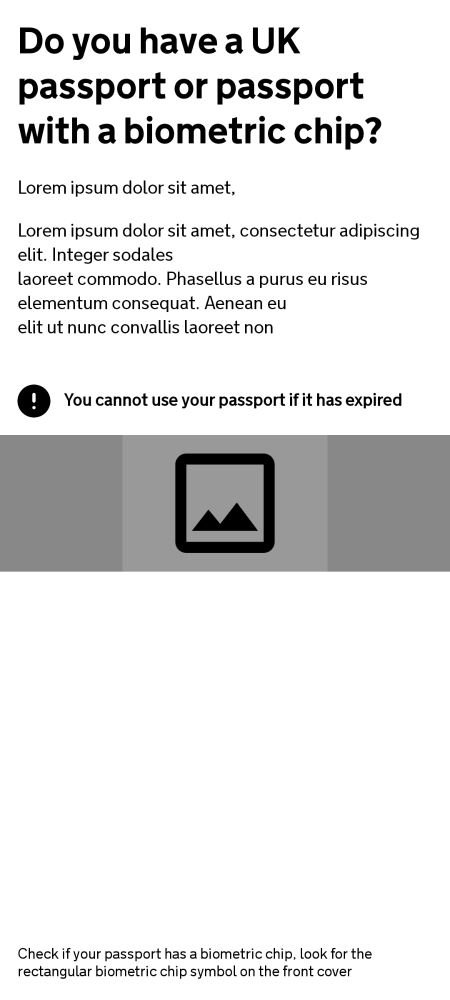 Do you have a UK
passport or passport
with a biometric chip?
Lorem ipsum dolor sit amet,
Lorem ipsum dolor sit amet, consectetur adipiscing
elit. Integer sodales
laoreet commodo. Phasellus a purus eu risus
elementum consequat. Aenean eu
elit ut nunc convallis laoreet non
! You cannot use your passport if it has expired
Check if your passport has a biometric chip, look for the
rectangular biometric chip symbol on the front cover